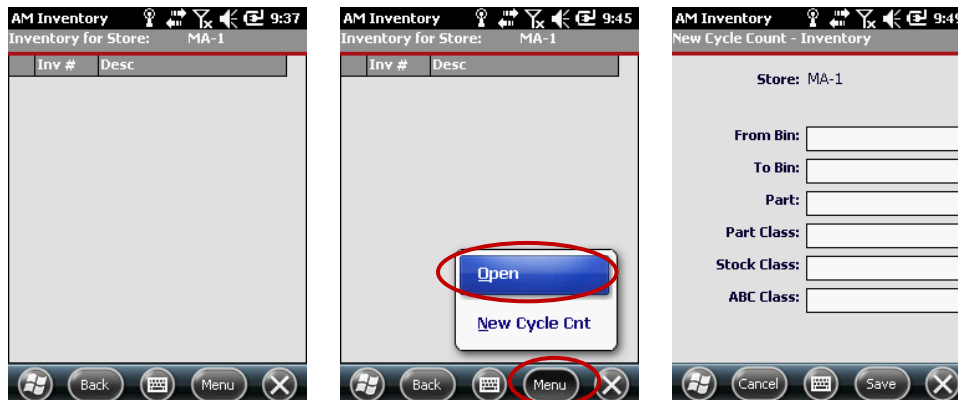 AM Inventory 9:37
Inventory for Store: MA-1
Inv # Desc
Back Menu
AM Inventory 9:45
Inventory for Store: MA-1
Inv # Desc
Open
New Cycle Cnt
Back Menu
AM Inventory 9:49
New Cycle Count - Inventory
Store: MA-1
From Bin:
To Bin:
Part:
Part Class:
Stock Class:
ABC Class:
Cancel Save